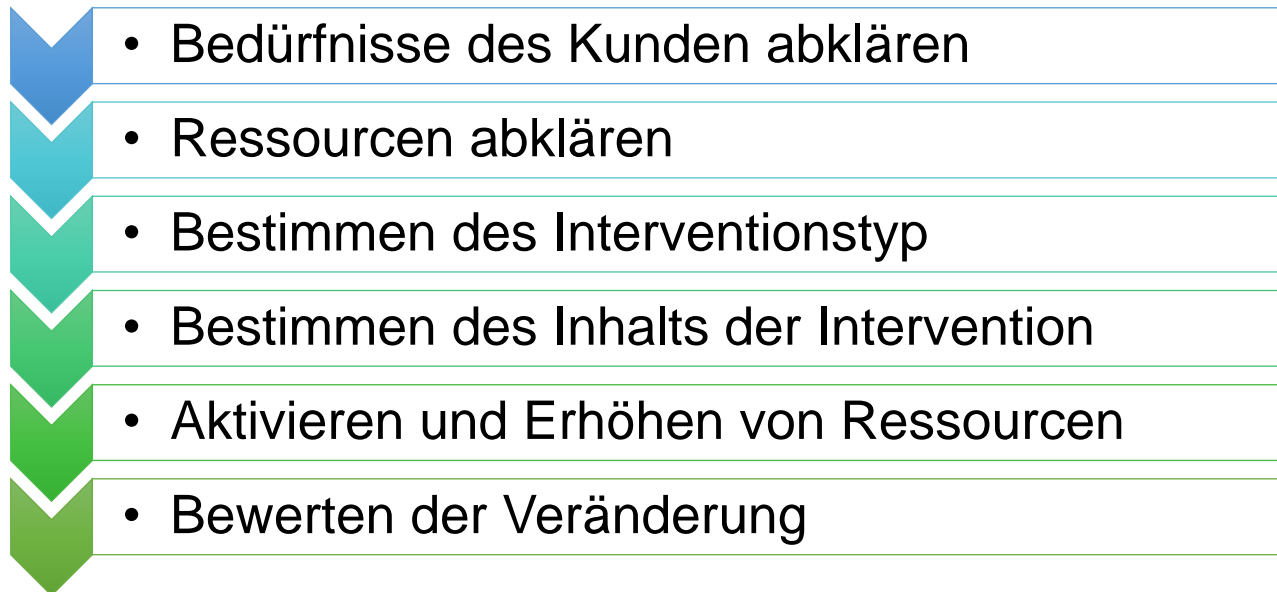 • Bedürfnisse des Kunden abklären
• Ressourcen abklären
• Bestimmen des Interventionstyp
• Bestimmen des Inhalts der Intervention
• Aktivieren und Erhöhen von Ressourcen
• Bewerten der Veränderung